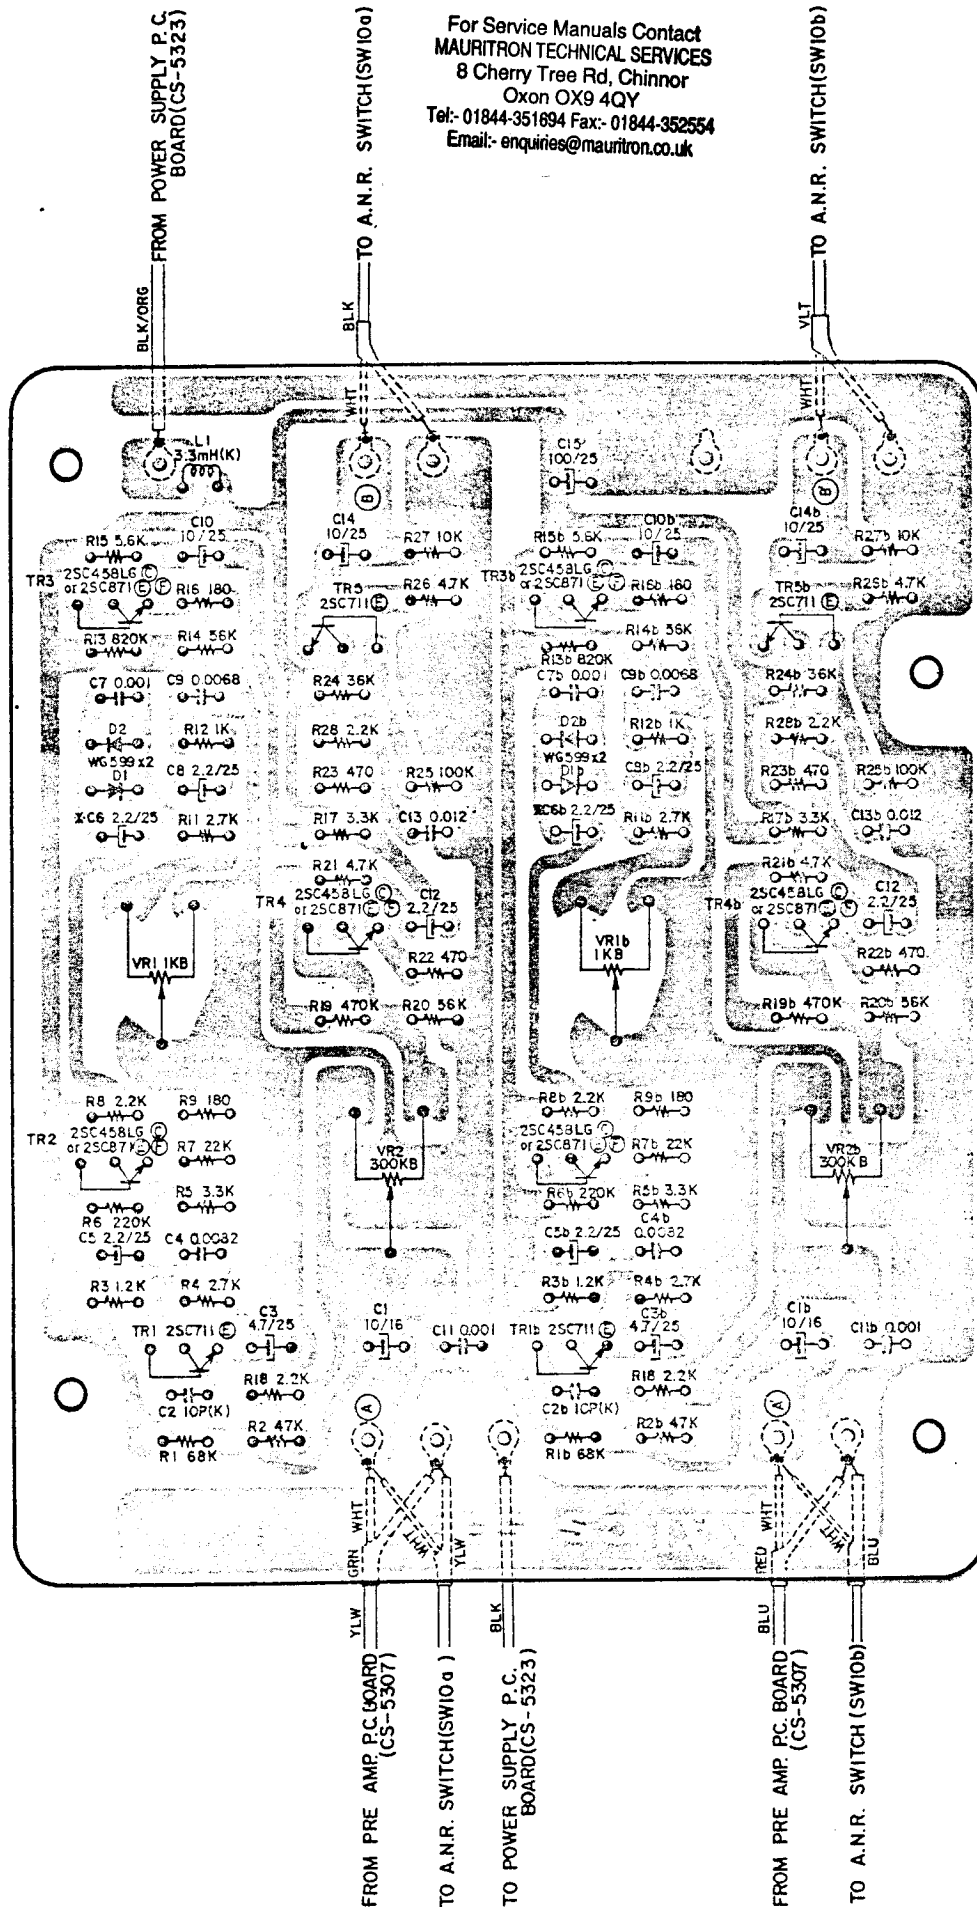 For Service Manuals Contact
MAURITRON TECHNICAL SERVICES
8 Cherry Tree Rd, Chinnor
Oxon OX9 4QY
Tel:- 01844-351694 Fax:- 01844-352554
Email:- enquiries@mauritron.co.uk
FROM POWER SUPPLY P.C.
BOARD(CS-5323)
TO A.N.R. SWITCH(SW10a)
TO A.N.R. SWITCH(SW10b)
BLK/ORG
BLK
VLT
WHT
WHT
L1
3.3mH(K)
B
C15
100/25
B'
R15 5.6K
C10
10/25
C14
10/25
R27 10K
R15b 5.6K
C10b
10/25
C14b
10/25
R27b 10K
TR3
2SC458LG C
or 2SC871 E F
R16 180
TR5
2SC711 E
R26 4.7K
TR3b
2SC458LG C
or 2SC871 E F
R16b 180
TR5b
2SC711 E
R26b 4.7K
R13 820K
R14 56K
R13b 820K
R14b 56K
C7 0.001
C9 0.0068
R24 36K
C7b 0.001
C9b 0.0068
R24b 36K
D2
WG599x2
D1
R12 1K
R28 2.2K
D2b
WG599x2
D1b
R12b 1K
R28b 2.2K
C8 2.2/25
R23 470
R25 100K
C8b 2.2/25
R23b 470
R25b 100K
C6 2.2/25
R11 2.7K
R17 3.3K
C13 0.012
C6b 2.2/25
R11b 2.7K
R17b 3.3K
C13b 0.012
R21 4.7K
TR4
2SC458LG C
or 2SC871 E F
C12
2.2/25
R21b 4.7K
TR4b
2SC458LG C
or 2SC871 E F
C12
2.2/25
VR1 1KB
R22 470
VR1b
1KB
R22b 470
R19 470K
R20 56K
R19b 470K
R20b 56K
R8 2.2K
R9 180
R8b 2.2K
R9b 180
TR2
2SC458LG C
or 2SC871 E F
R7 22K
VR2
300KB
2SC458LG C
or 2SC871 E F
R7b 22K
VR2b
300KB
R5 3.3K
R6b 220K
R5b 3.3K
R6 220K
C5 2.2/25
C4 0.0082
C5b 2.2/25
C4b
0.0082
R3 1.2K
R4 2.7K
R3b 1.2K
R4b 2.7K
TR1 2SC711 E
C3
4.7/25
C1
10/16
C11 0.001
TR1b 2SC711 E
C3b
4.7/25
C1b
10/16
C11b 0.001
C2 10P(K)
R18 2.2K
C2b 10P(K)
R18 2.2K
R1 68K
R2 47K
A
R1b 68K
R2b 47K
A'
YLW
GRN
WHT
WHT
YLW
BLK
BLU
RED
WHT
WHT
BLU
FROM PRE AMP. P.C. BOARD
(CS-5307)
TO A.N.R. SWITCH(SW10a)
TO POWER SUPPLY P.C.
BOARD(CS-5323)
FROM PRE AMP. P.C. BOARD
(CS-5307)
TO A.N.R. SWITCH(SW10b)